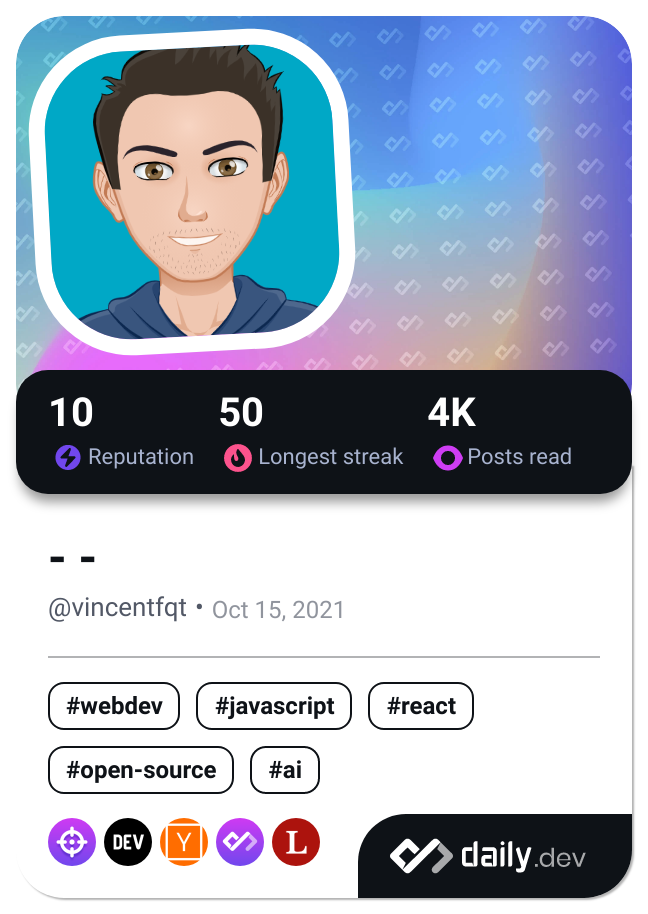 10 50 4K
Reputation Longest streak Posts read
- -
@vincentfqt • Oct 15, 2021
#webdev #javascript #react
#open-source #ai
DEV Y L
daily.dev